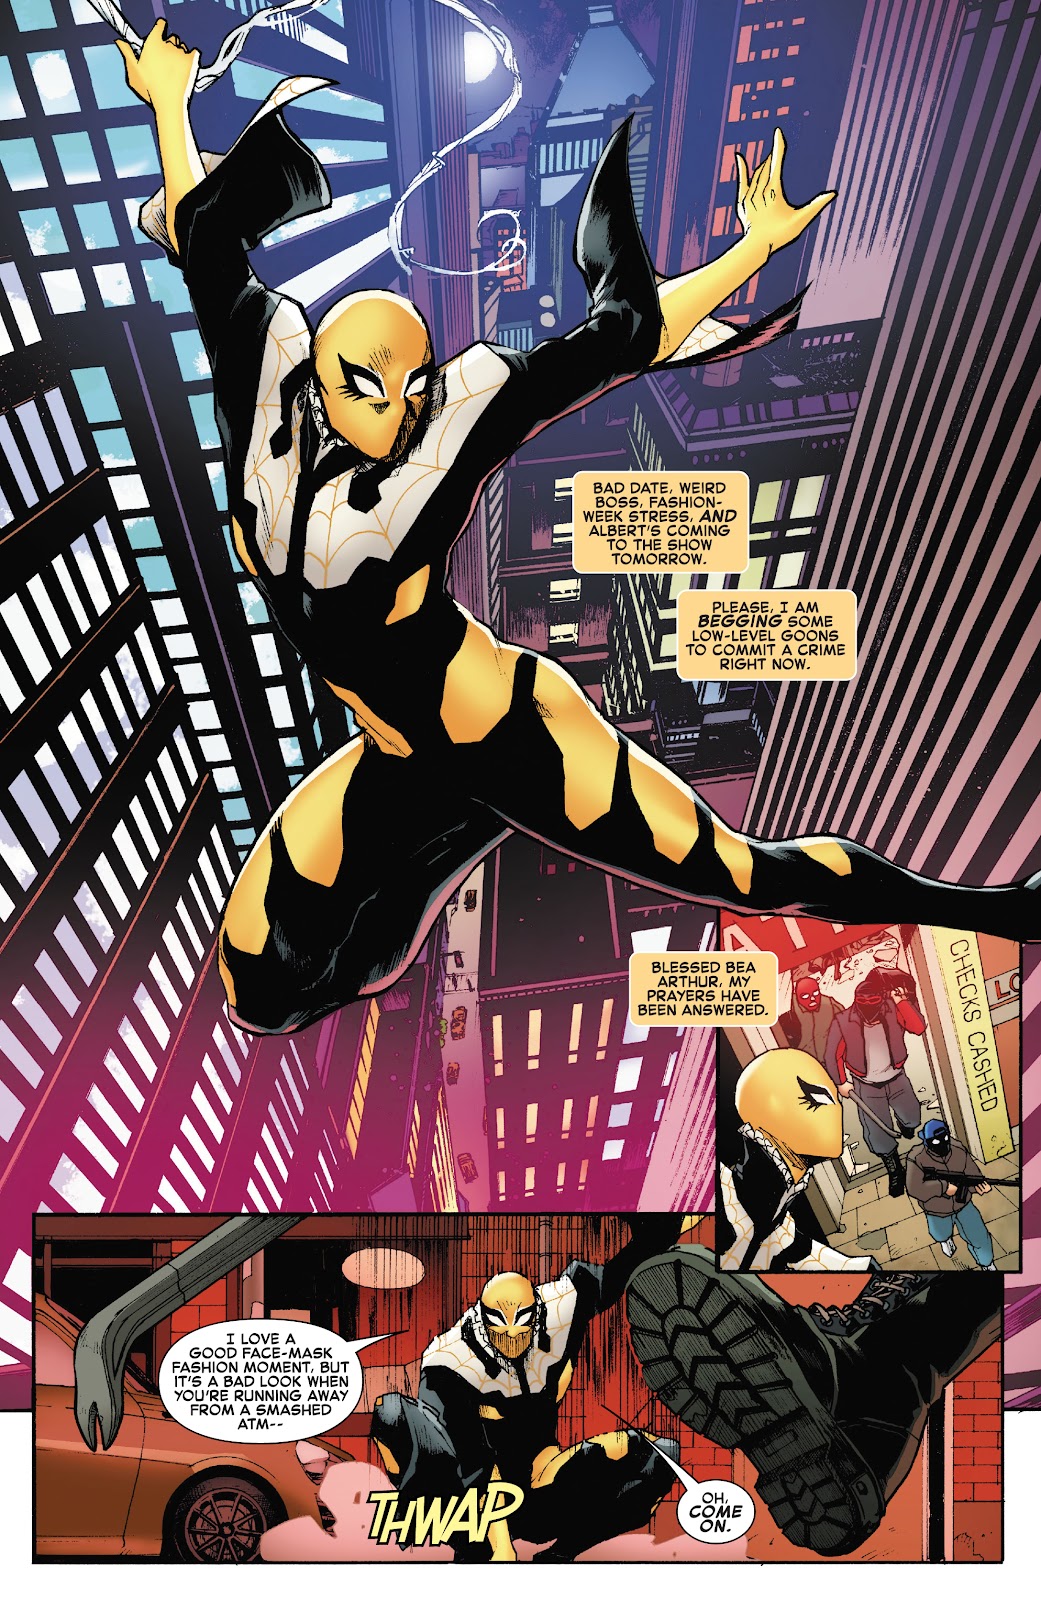 BAD DATE, WEIRD
BOSS, FASHION-
WEEK STRESS, AND
ALBERT'S COMING
TO THE SHOW
TOMORROW.
PLEASE, I AM
BEGGING SOME
LOW-LEVEL GOONS
TO COMMIT A CRIME
RIGHT NOW.
BLESSED BEA
ARTHUR, MY
PRAYERS HAVE
BEEN ANSWERED.
AT
CHECKS CASHED
LO
I LOVE A
GOOD FACE-MASK
FASHION MOMENT, BUT
IT'S A BAD LOOK WHEN
YOU'RE RUNNING AWAY
FROM A SMASHED
ATM--
THWAP
OH,
COME
ON.